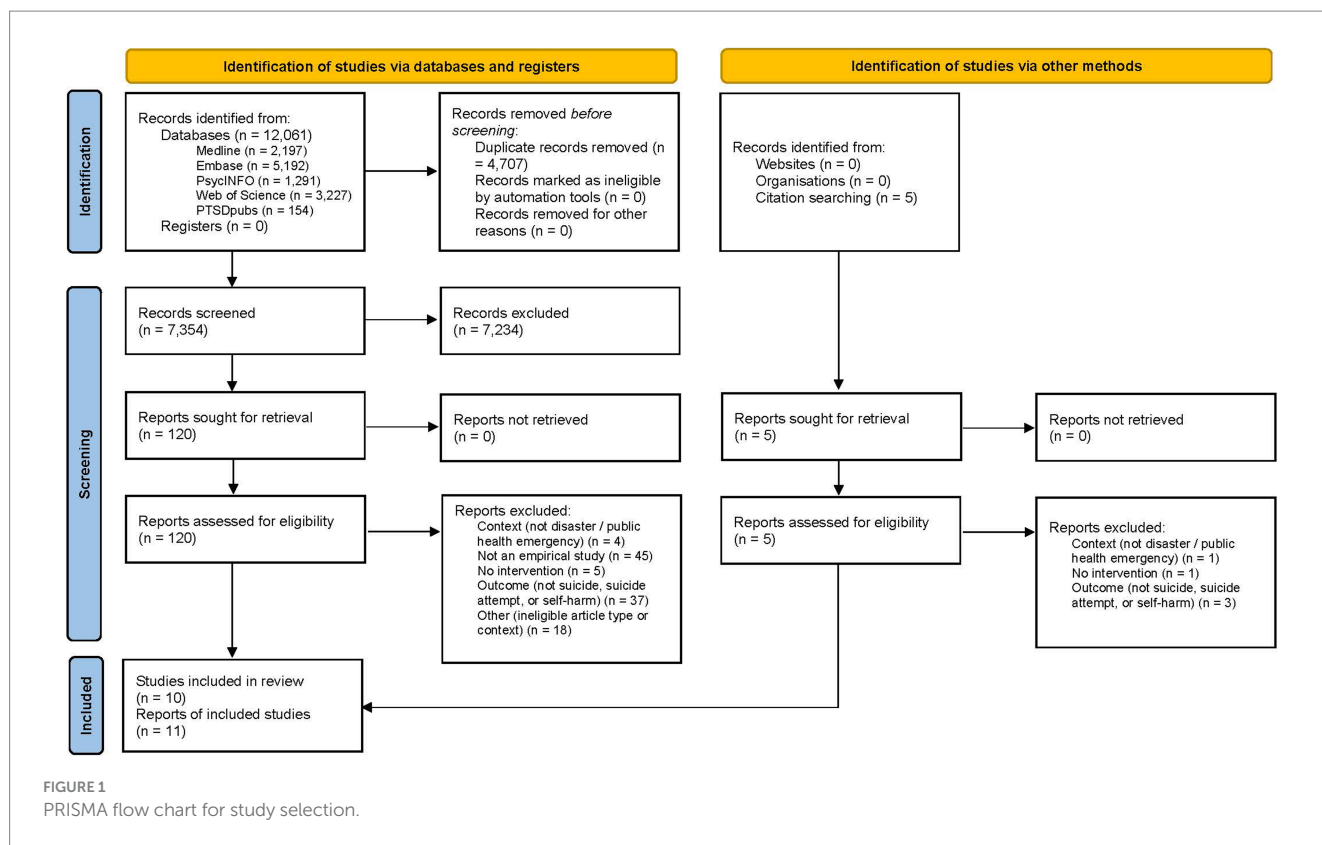 Identification of studies via databases and registers
Identification of studies via other methods
Identification
Records identified from:
Databases (n = 12,061)
Medline (n = 2,197)
Embase (n = 5,192)
PsycINFO (n = 1,291)
Web of Science (n = 3,227)
PTSDpubs (n = 154)
Registers (n = 0)
Records removed before
screening:
Duplicate records removed (n
= 4,707)
Records marked as ineligible
by automation tools (n = 0)
Records removed for other
reasons (n = 0)
Records identified from:
Websites (n = 0)
Organisations (n = 0)
Citation searching (n = 5)
Screening
Records screened
(n = 7,354)
Records excluded
(n = 7,234)
Reports sought for retrieval
(n = 120)
Reports not retrieved
(n = 0)
Reports sought for retrieval
(n = 5)
Reports not retrieved
(n = 0)
Reports assessed for eligibility
(n = 120)
Reports excluded:
Context (not disaster / public
health emergency) (n = 4)
Not an empirical study (n = 45)
No intervention (n = 5)
Outcome (not suicide, suicide
attempt, or self-harm) (n = 37)
Other (ineligible article type or
context) (n = 18)
Reports assessed for eligibility
(n = 5)
Reports excluded:
Context (not disaster / public
health emergency) (n = 1)
No intervention (n = 1)
Outcome (not suicide, suicide
attempt, or self-harm) (n = 3)
Included
Studies included in review
(n = 10)
Reports of included studies
(n = 11)
FIGURE 1
PRISMA flow chart for study selection.